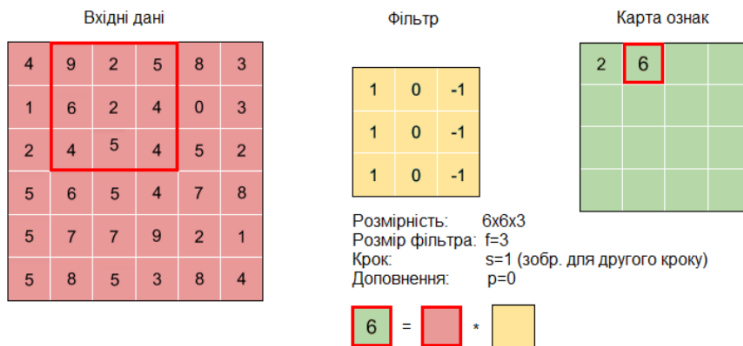 Вхідні дані
Фільтр
Карта ознак
4 9 2 5 8 3
1 6 2 4 0 3
2 4 5 4 5 2
5 6 5 4 7 8
5 7 7 9 2 1
5 8 5 3 8 4
1 0 -1
1 0 -1
1 0 -1
2 6
Розмірність: 6x6x3
Розмір фільтра: f=3
Крок: s=1 (зобр. для другого кроку)
Доповнення: p=0
6 = *